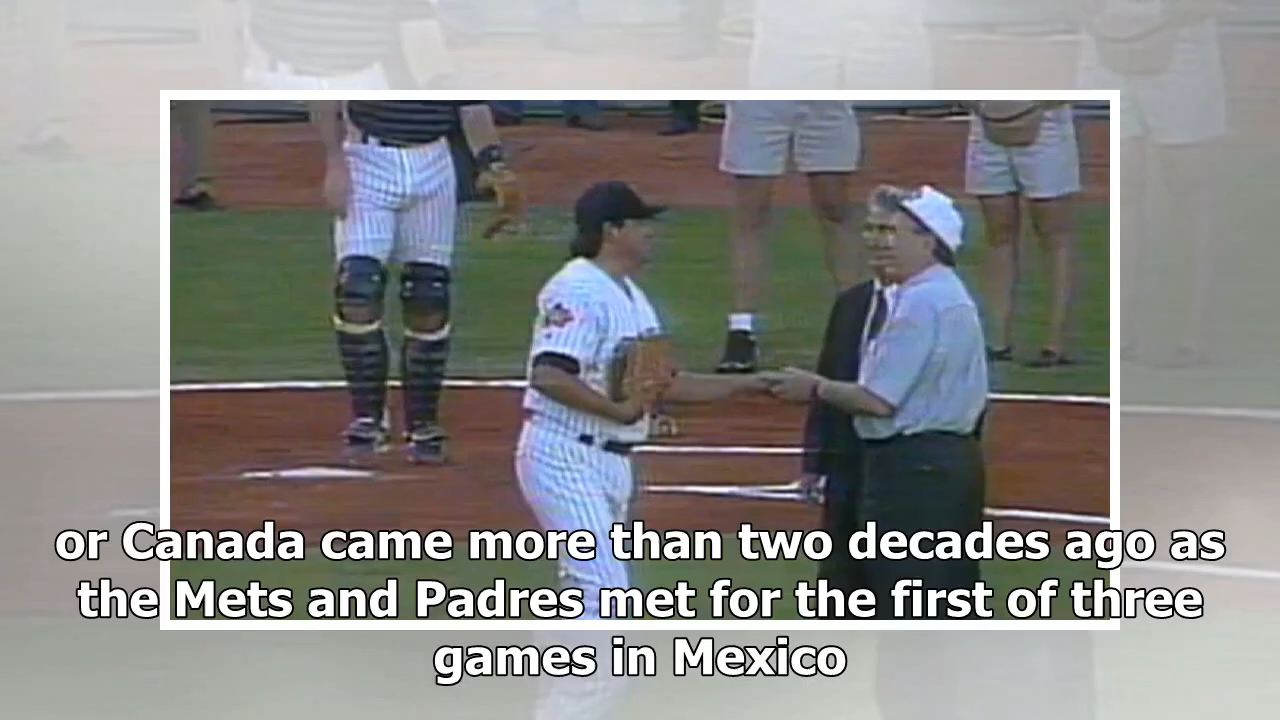 or Canada came more than two decades ago as
the Mets and Padres met for the first of three
games in Mexico